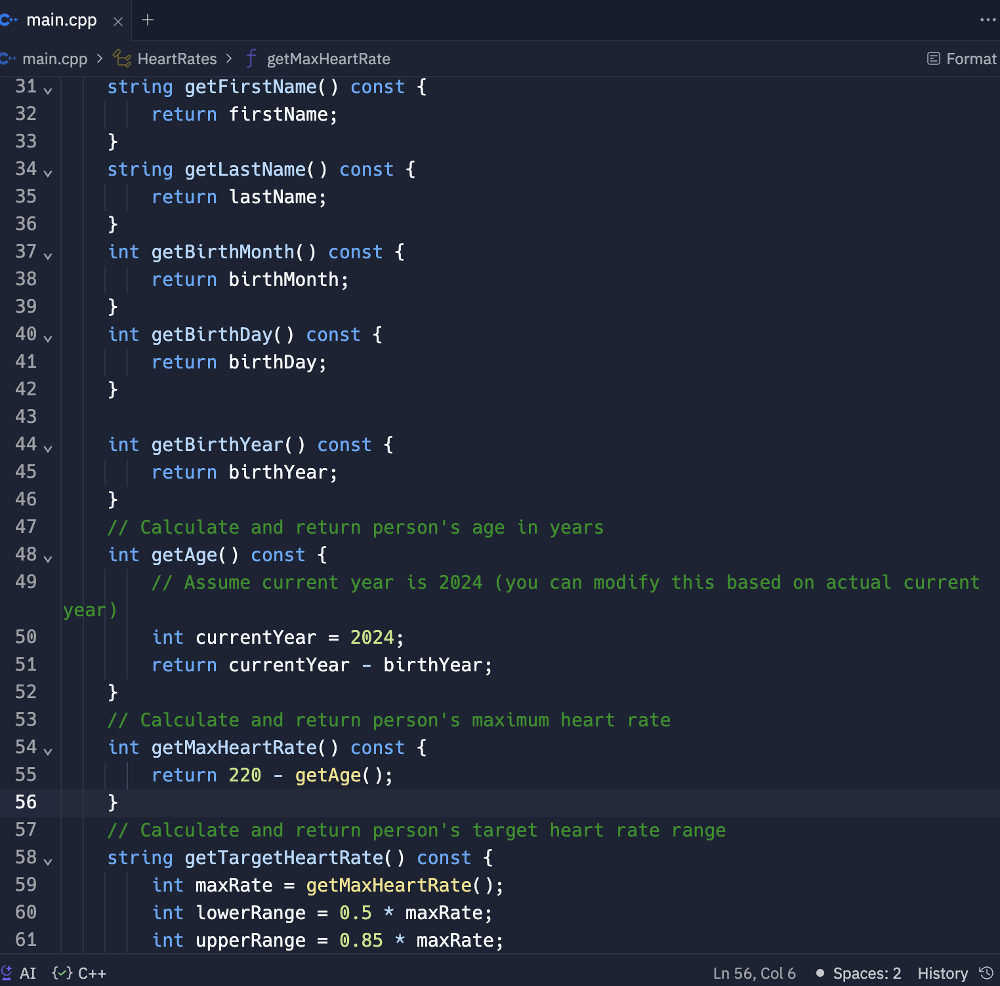 C++ main.cpp × +
C++ main.cpp > HeartRates > f getMaxHeartRate Format
31 string getFirstName() const {
32 return firstName;
33 }
34 string getLastName() const {
35 return lastName;
36 }
37 int getBirthMonth() const {
38 return birthMonth;
39 }
40 int getBirthDay() const {
41 return birthDay;
42 }
43
44 int getBirthYear() const {
45 return birthYear;
46 }
47 // Calculate and return person's age in years
48 int getAge() const {
49 // Assume current year is 2024 (you can modify this based on actual current
year)
50 int currentYear = 2024;
51 return currentYear - birthYear;
52 }
53 // Calculate and return person's maximum heart rate
54 int getMaxHeartRate() const {
55 return 220 - getAge();
56 }
57 // Calculate and return person's target heart rate range
58 string getTargetHeartRate() const {
59 int maxRate = getMaxHeartRate();
60 int lowerRange = 0.5 * maxRate;
61 int upperRange = 0.85 * maxRate;
AI {✓} C++ Ln 56, Col 6 • Spaces: 2 History